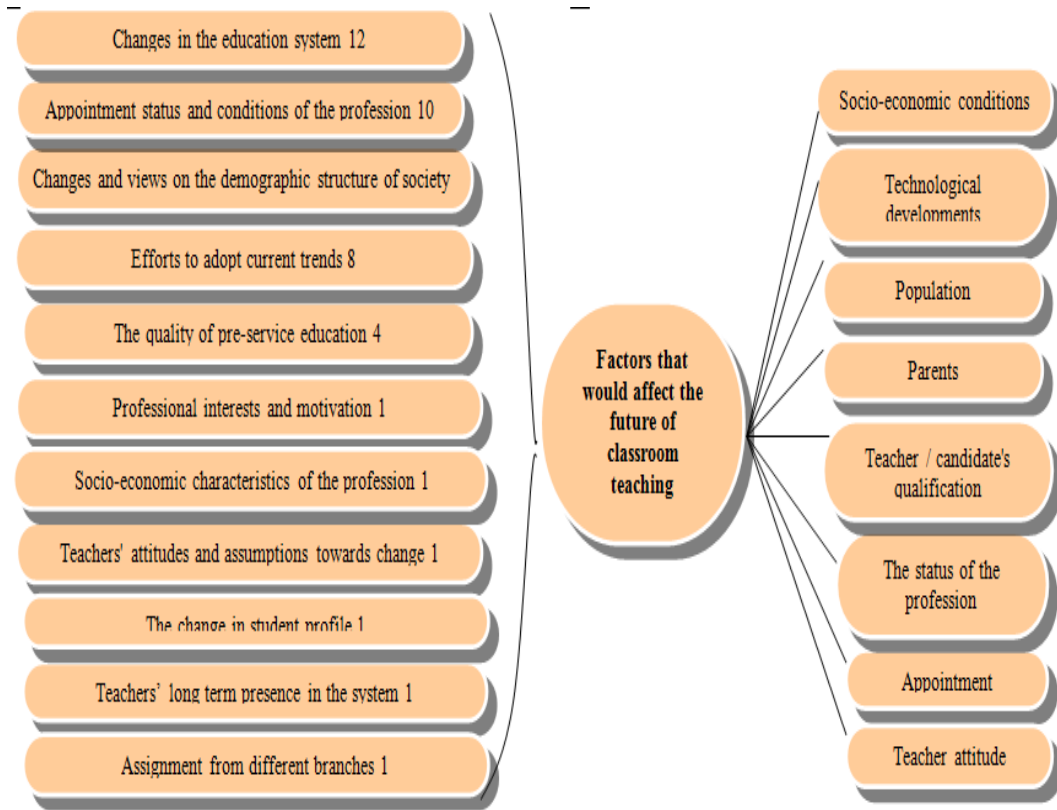 Changes in the education system 12
Appointment status and conditions of the profession 10
Changes and views on the demographic structure of society
Efforts to adopt current trends 8
The quality of pre-service education 4
Professional interests and motivation 1
Socio-economic characteristics of the profession 1
Teachers' attitudes and assumptions towards change 1
The change in student profile 1
Teachers’ long term presence in the system 1
Assignment from different branches 1
Factors that
would affect the
future of
classroom
teaching
Socio-economic conditions
Technological
developments
Population
Parents
Teacher / candidate's
qualification
The status of the
profession
Appointment
Teacher attitude